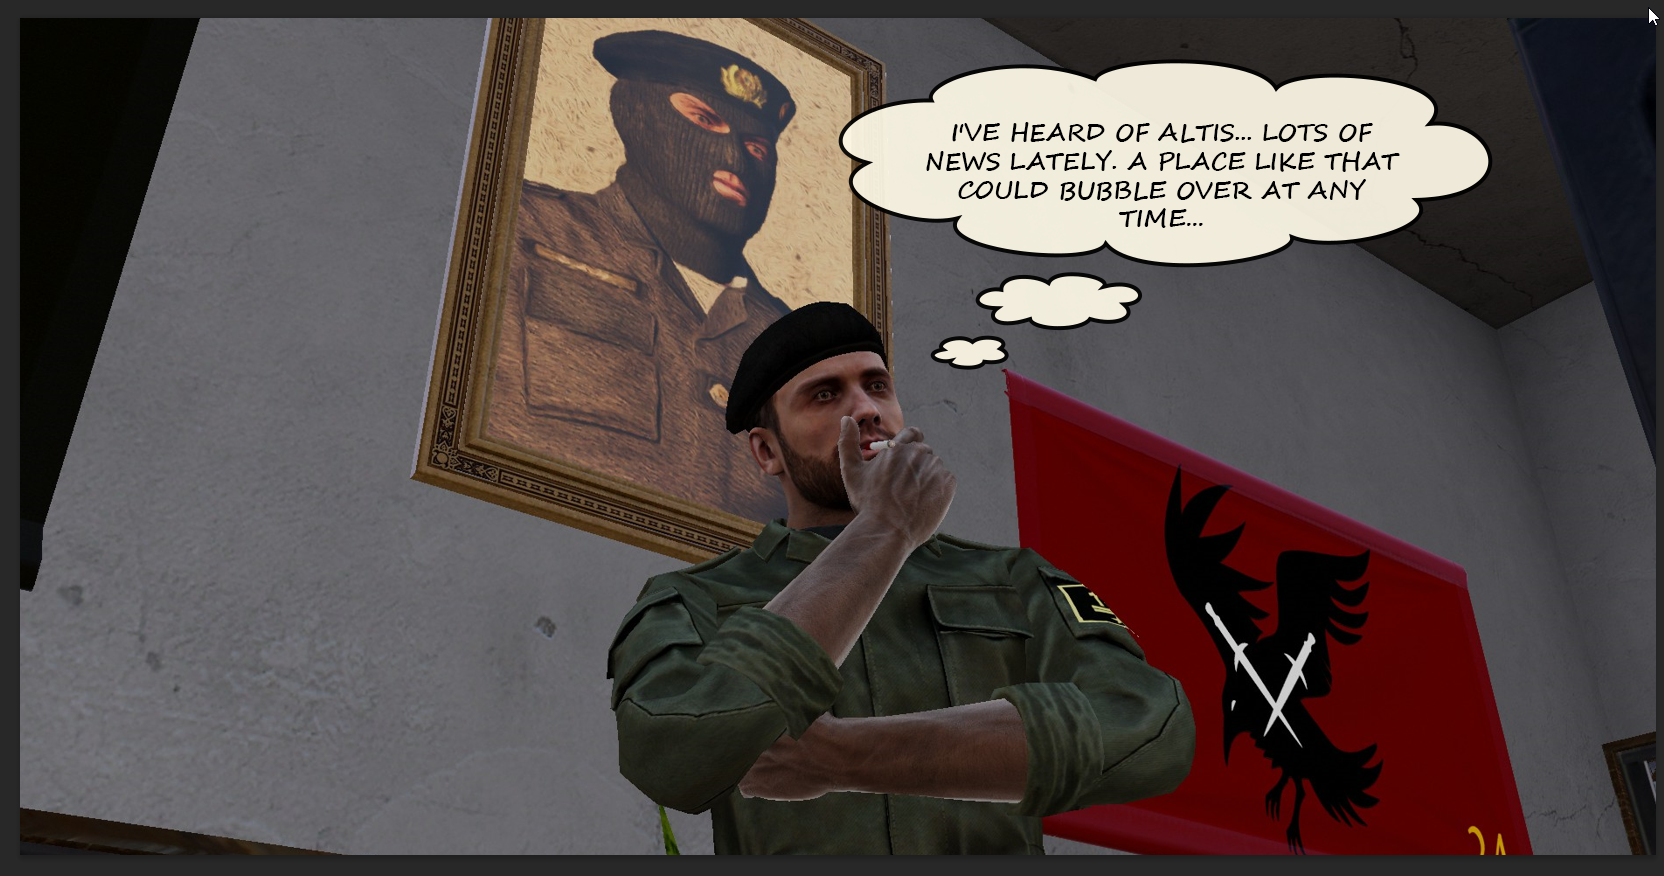 I'VE HEARD OF ALTIS... LOTS OF
NEWS LATELY. A PLACE LIKE THAT
COULD BUBBLE OVER AT ANY
TIME...